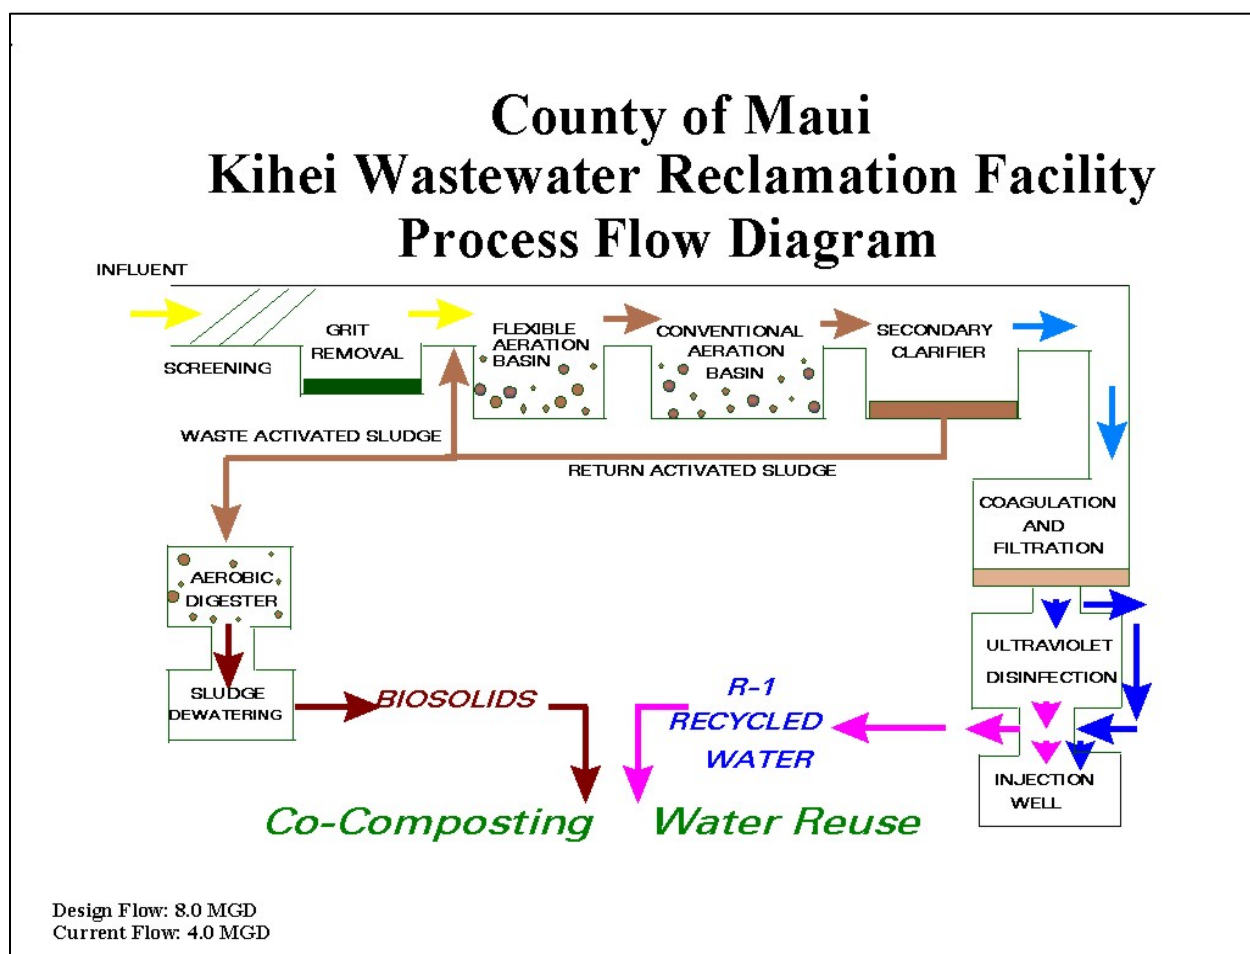 County of Maui
Kihei Wastewater Reclamation Facility
Process Flow Diagram
INFLUENT
SCREENING
GRIT
REMOVAL
FLEXIBLE
AERATION
BASIN
CONVENTIONAL
AERATION
BASIN
SECONDARY
CLARIFIER
WASTE ACTIVATED SLUDGE
RETURN ACTIVATED SLUDGE
COAGULATION
AND
FILTRATION
AEROBIC
DIGESTER
ULTRAVIOLET
DISINFECTION
SLUDGE
DEWATERING
BIOSOLIDS
R-1
RECYCLED
WATER
INJECTION
WELL
Co-Composting
Water Reuse
Design Flow: 8.0 MGD
Current Flow: 4.0 MGD